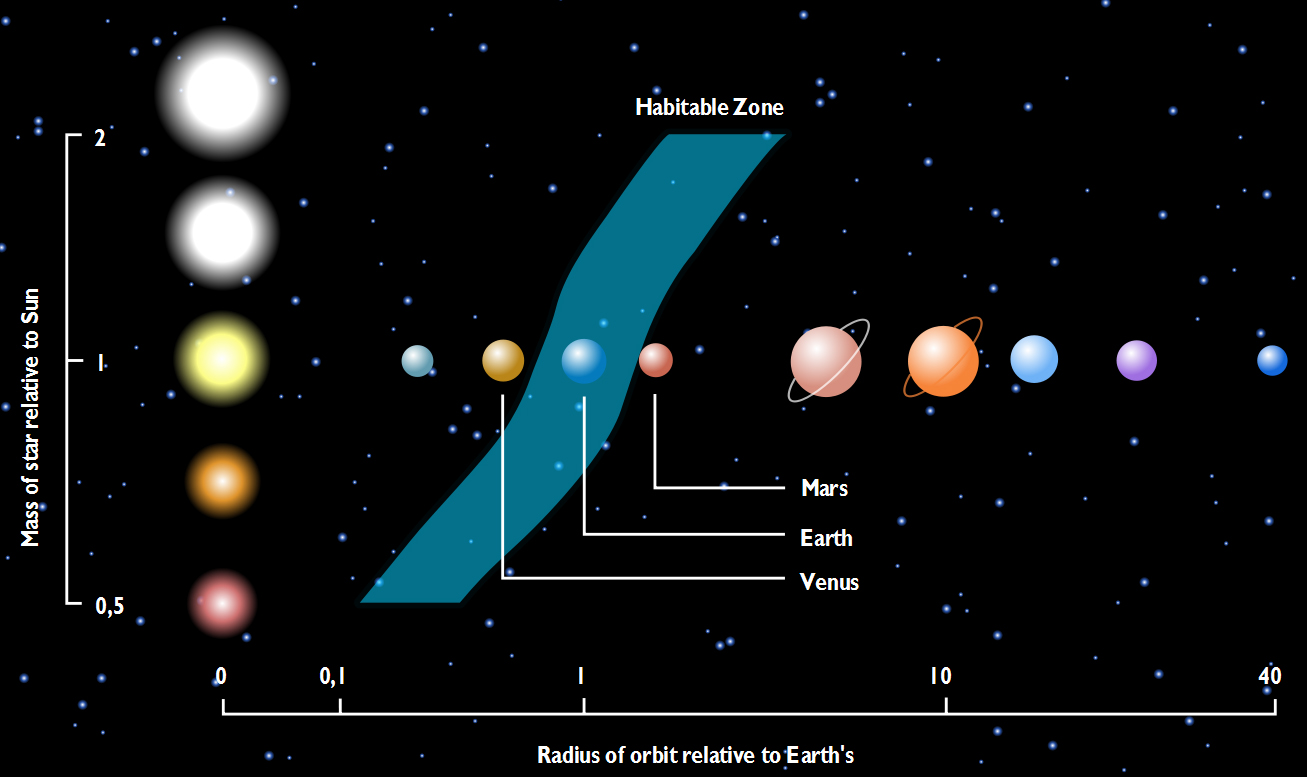 Habitable Zone
2
1
0,5
Mass of star relative to Sun
Mars
Earth
Venus
0
0,1
1
10
40
Radius of orbit relative to Earth's